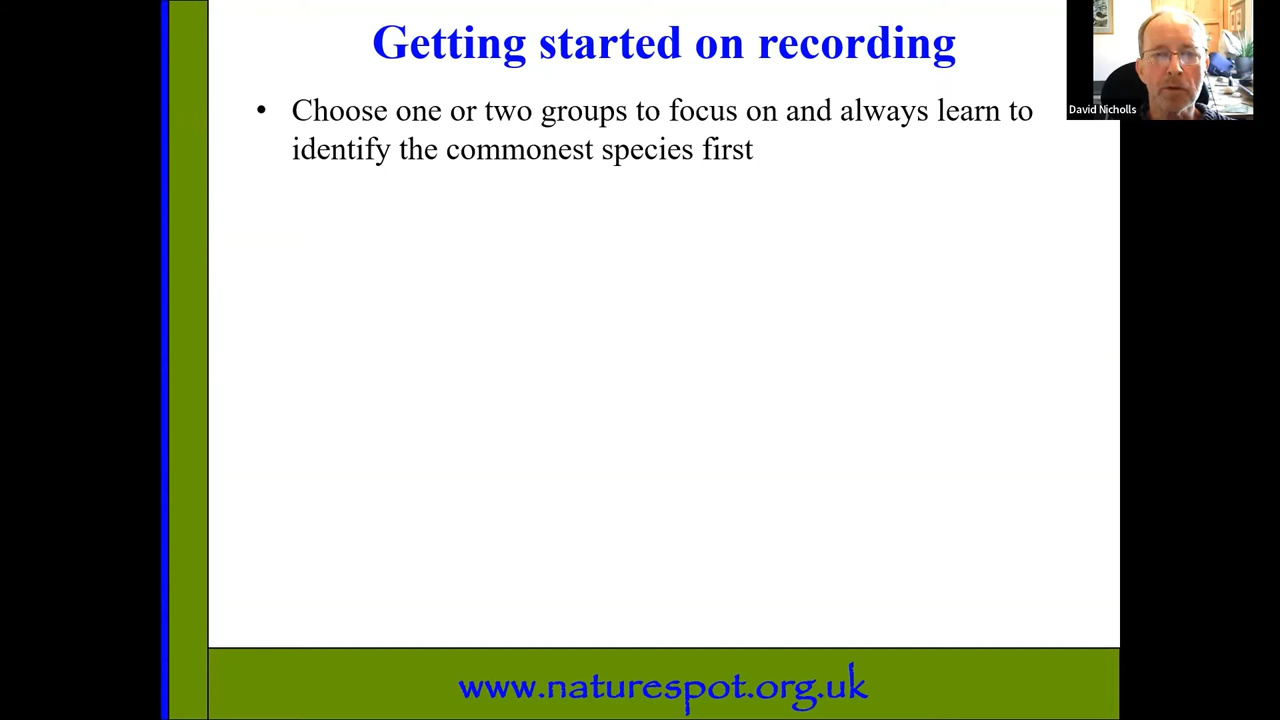 Getting started on recording
David Nicholls
• Choose one or two groups to focus on and always learn to
identify the commonest species first
www.naturespot.org.uk